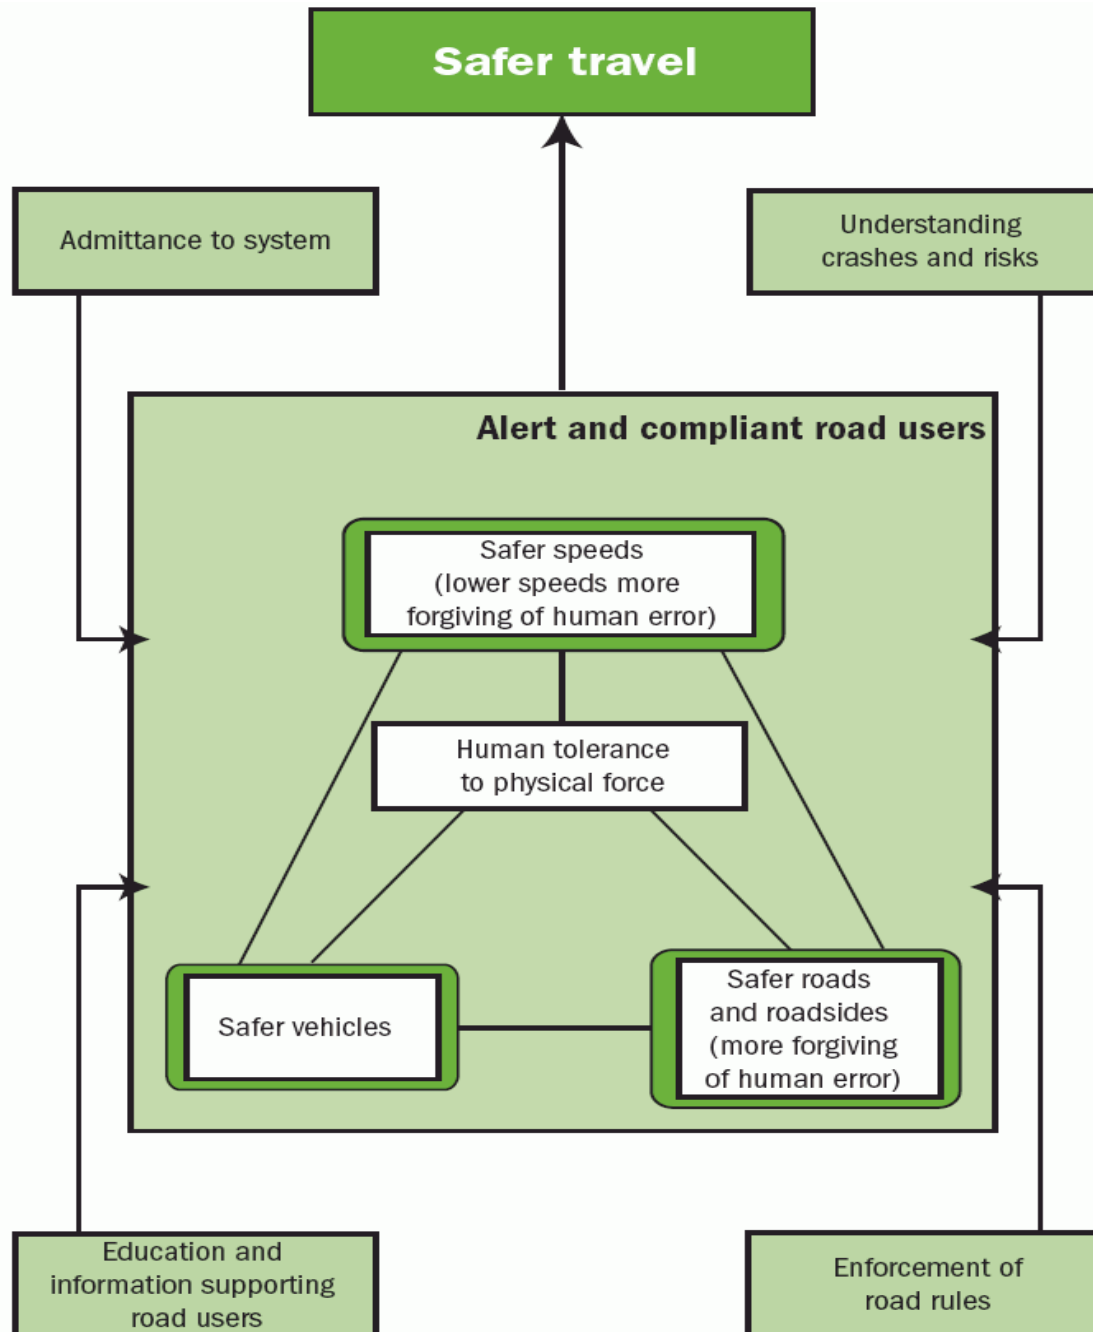 Safer travel
Admittance to system
Understanding
crashes and risks
Alert and compliant road users
Safer speeds
(lower speeds more
forgiving of human error)
Human tolerance
to physical force
Safer vehicles
Safer roads
and roadsides
(more forgiving
of human error)
Education and
information supporting
road users
Enforcement of
road rules